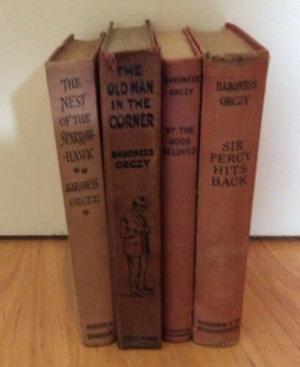 THE
NEST
OF THE
SPARROW-
HAWK
BARONESS
ORCZY
THE
OLD MAN
IN THE
CORNER
BARONESS
ORCZY
BARONESS
ORCZY
BY THE
GODS
BELOVED
BARONESS
ORCZY
SIR
PERCY
HITS
BACK